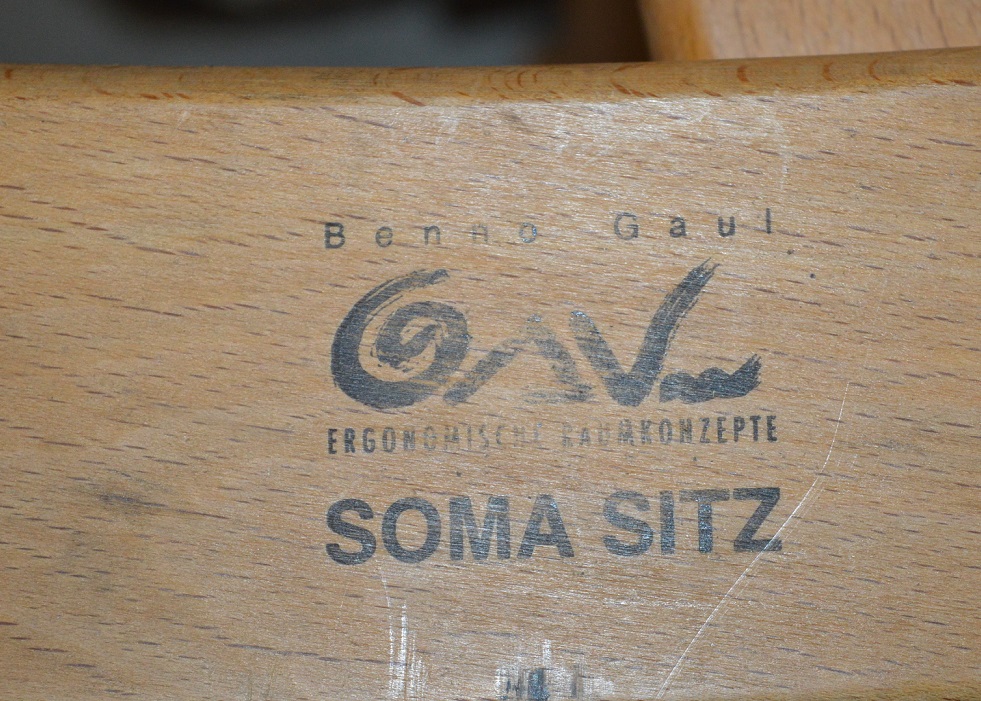 Benno Gaul
GAUL
ERGONOMISCHE RAUMKONZEPTE
SOMA SITZ